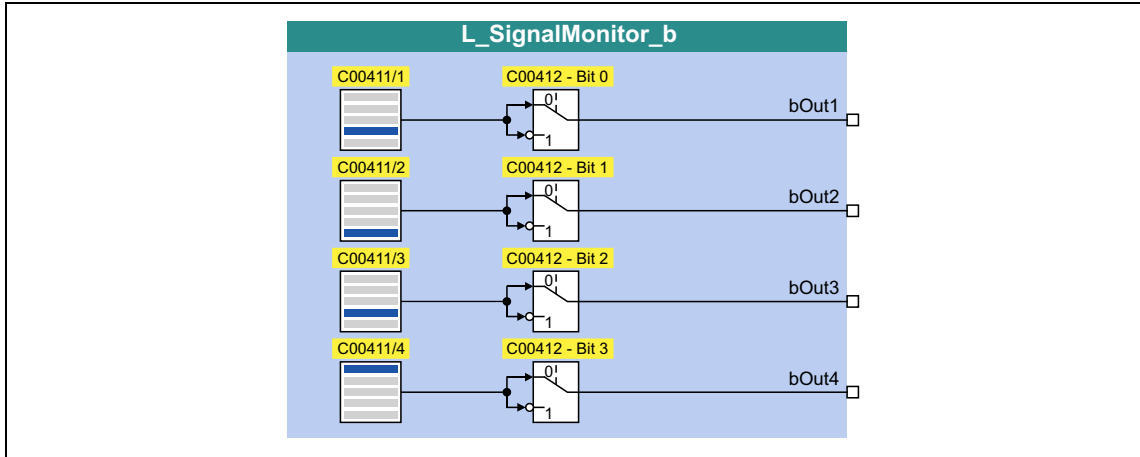 L_SignalMonitor_b
C00411/1 C00412 - Bit 0
0
1
bOut1
C00411/2 C00412 - Bit 1
0
1
bOut2
C00411/3 C00412 - Bit 2
0
1
bOut3
C00411/4 C00412 - Bit 3
0
1
bOut4